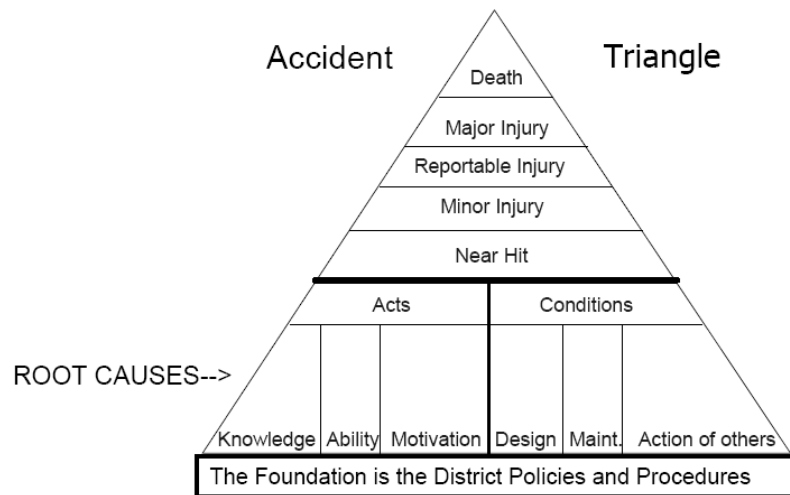 Accident Triangle
Death
Major Injury
Reportable Injury
Minor Injury
Near Hit
Acts Conditions
ROOT CAUSES-->
Knowledge Ability Motivation Design Maint. Action of others
The Foundation is the District Policies and Procedures